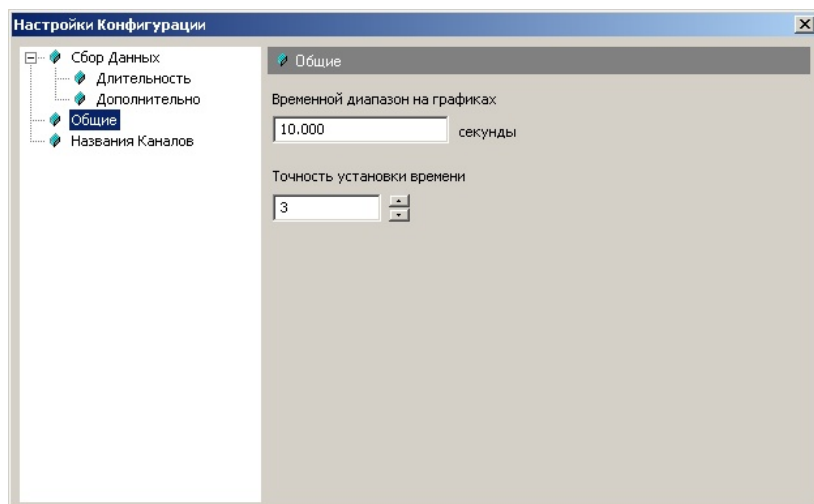 Настройки Конфигурации
Сбор Данных
Длительность
Дополнительно
Общие
Названия Каналов
Общие
Временной диапазон на графиках
10.000 секунды
Точность установки времени
3